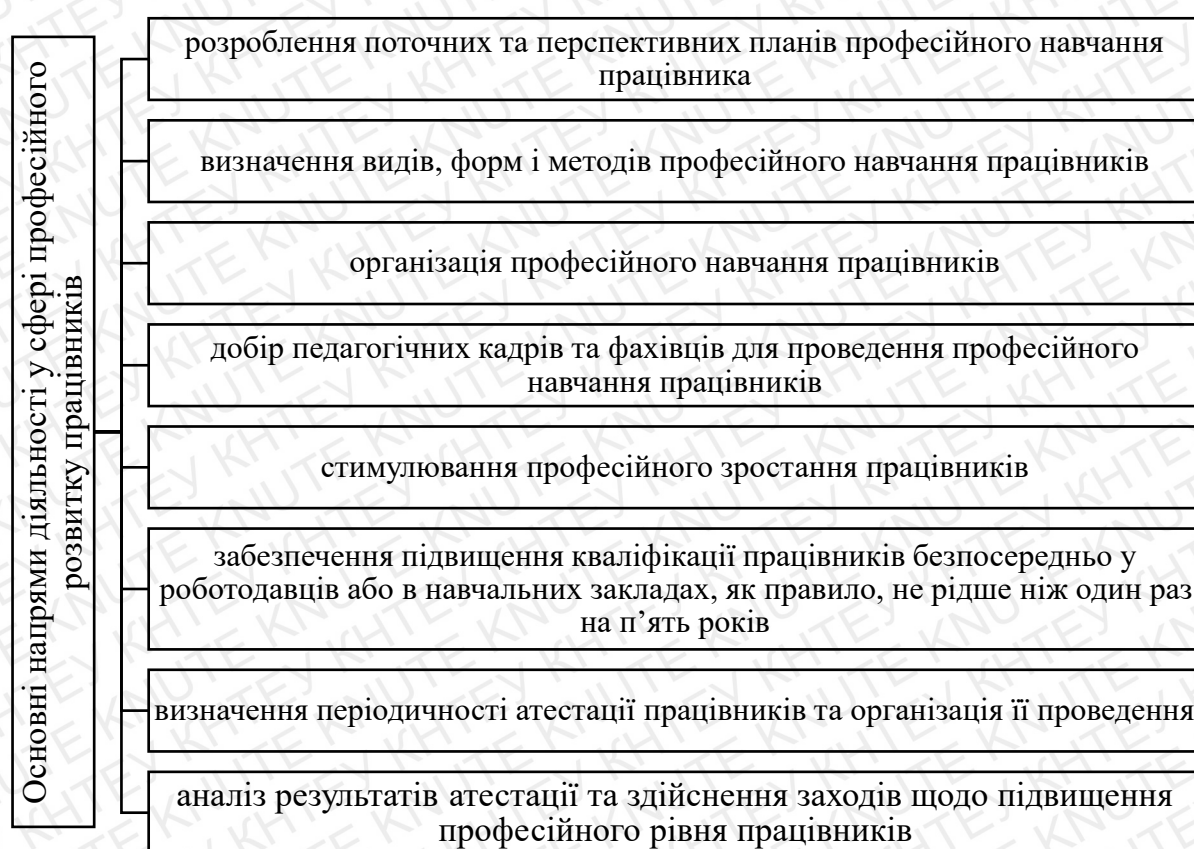 Основні напрями діяльності у сфері професійного
розвитку працівників
розроблення поточних та перспективних планів професійного навчання
працівника
визначення видів, форм і методів професійного навчання працівників
організація професійного навчання працівників
добір педагогічних кадрів та фахівців для проведення професійного
навчання працівників
стимулювання професійного зростання працівників
забезпечення підвищення кваліфікації працівників безпосередньо у
роботодавців або в навчальних закладах, як правило, не рідше ніж один раз
на п’ять років
визначення періодичності атестації працівників та організація її проведення
аналіз результатів атестації та здійснення заходів щодо підвищення
професійного рівня працівників